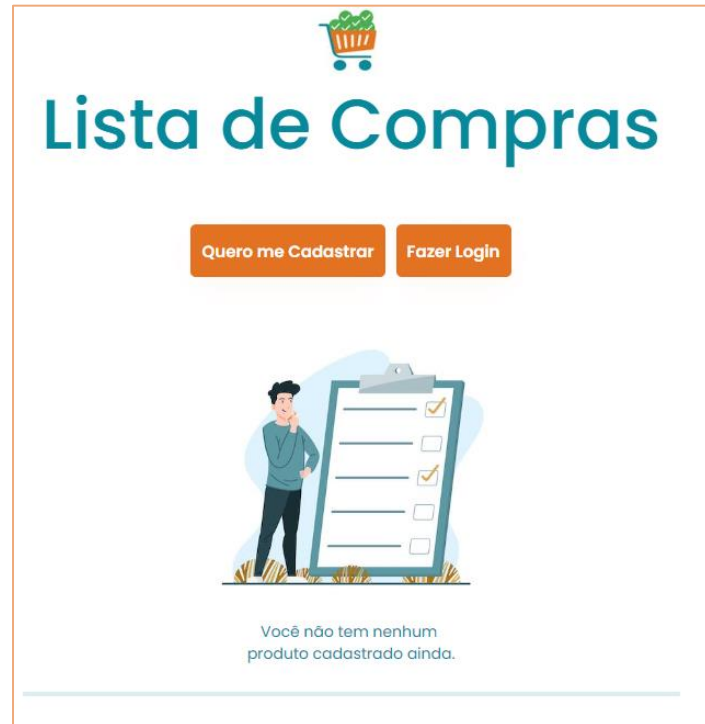 Lista de Compras
Quero me Cadastrar
Fazer Login
Você não tem nenhum
produto cadastrado ainda.